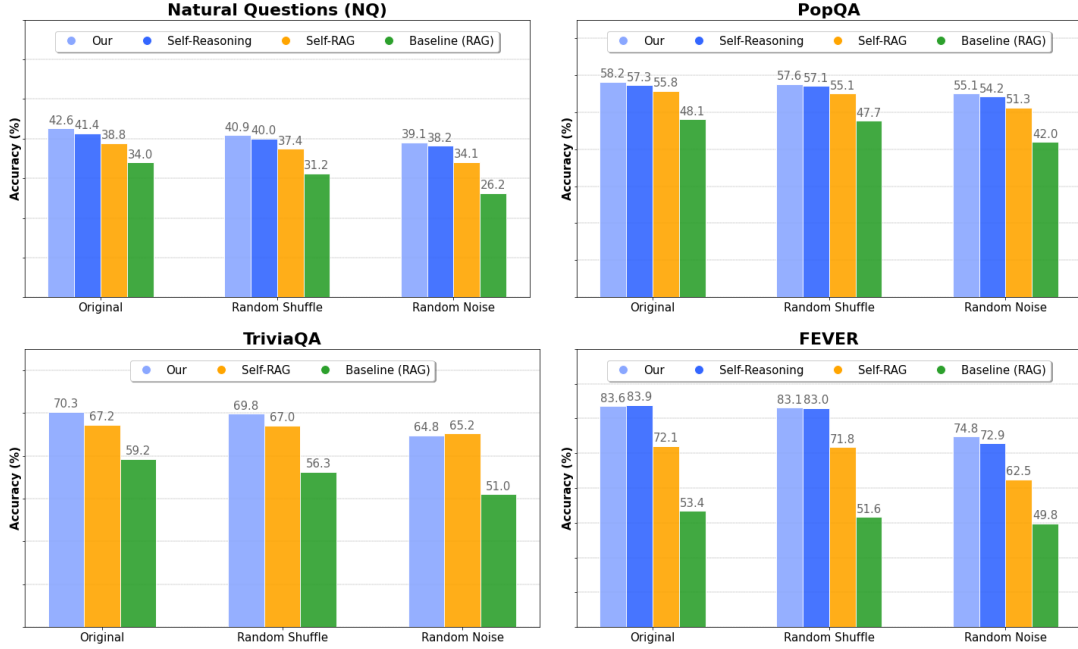 Natural Questions (NQ)
Our Self-Reasoning Self-RAG Baseline (RAG)
Accuracy (%)
42.6 41.4 38.8 34.0
40.9 40.0 37.4 31.2
39.1 38.2 34.1 26.2
Original Random Shuffle Random Noise
PopQA
Our Self-Reasoning Self-RAG Baseline (RAG)
Accuracy (%)
58.2 57.3 55.8 48.1
57.6 57.1 55.1 47.7
55.1 54.2 51.3 42.0
Original Random Shuffle Random Noise
TriviaQA
Our Self-RAG Baseline (RAG)
Accuracy (%)
70.3 67.2 59.2
69.8 67.0 56.3
64.8 65.2 51.0
Original Random Shuffle Random Noise
FEVER
Our Self-Reasoning Self-RAG Baseline (RAG)
Accuracy (%)
83.6 83.9 72.1 53.4
83.1 83.0 71.8 51.6
74.8 72.9 62.5 49.8
Original Random Shuffle Random Noise